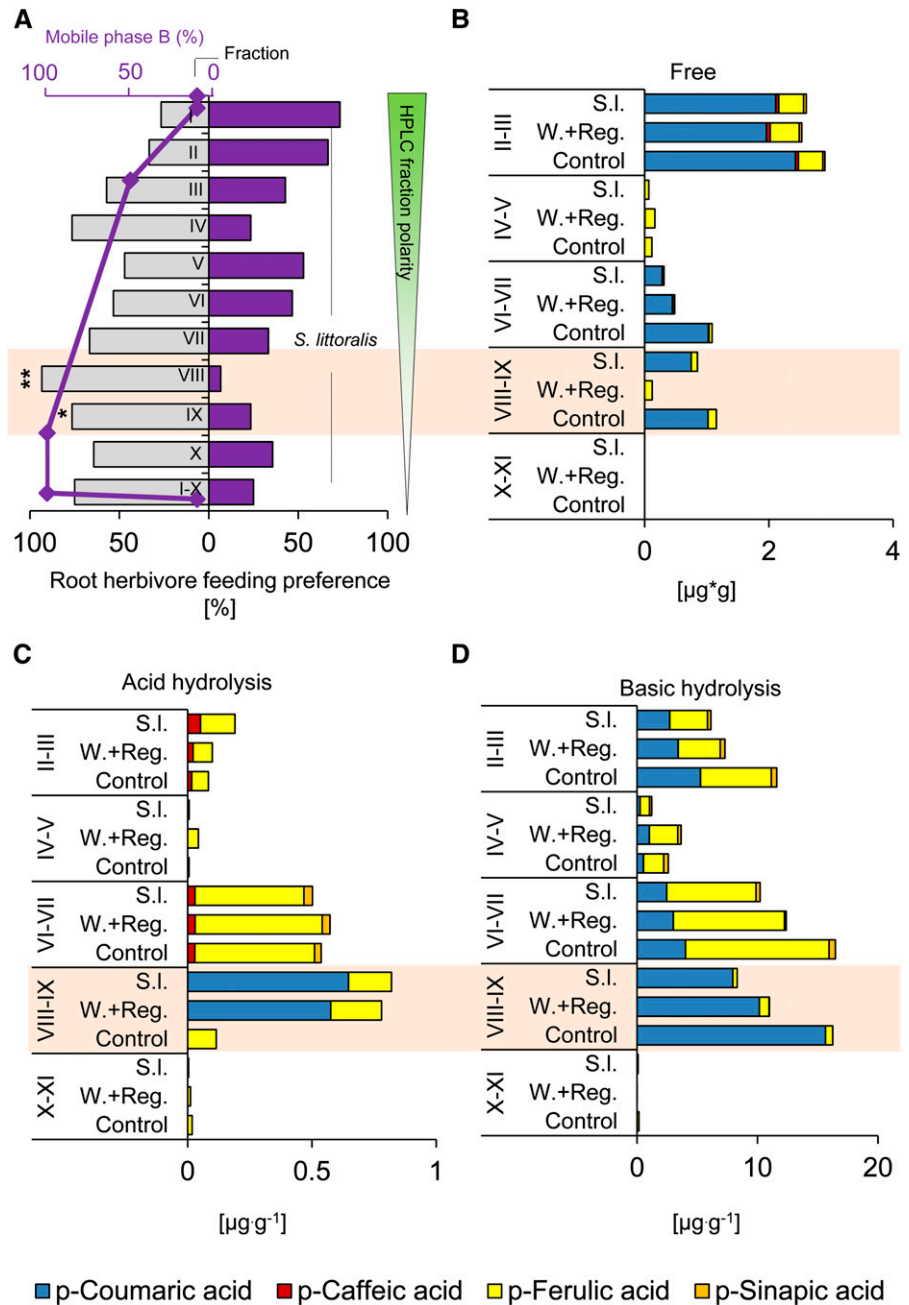 A
Mobile phase B (%)
Fraction
100 50 0
I
II
III
IV
V
VI
VII
VIII
IX
X
I-X
**
*
S. littoralis
HPLC fraction polarity
100 50 0 50 100
Root herbivore feeding preference
[%]
B
Free
II-III
S.I.
W.+Reg.
Control
IV-V
S.I.
W.+Reg.
Control
VI-VII
S.I.
W.+Reg.
Control
VIII-IX
S.I.
W.+Reg.
Control
X-XI
S.I.
W.+Reg.
Control
0 2 4
[µg*g]
C
Acid hydrolysis
II-III
S.I.
W.+Reg.
Control
IV-V
S.I.
W.+Reg.
Control
VI-VII
S.I.
W.+Reg.
Control
VIII-IX
S.I.
W.+Reg.
Control
X-XI
S.I.
W.+Reg.
Control
0 0.5 1
[µg·g⁻¹]
D
Basic hydrolysis
II-III
S.I.
W.+Reg.
Control
IV-V
S.I.
W.+Reg.
Control
VI-VII
S.I.
W.+Reg.
Control
VIII-IX
S.I.
W.+Reg.
Control
X-XI
S.I.
W.+Reg.
Control
0 10 20
[µg·g⁻¹]
p-Coumaric acid p-Caffeic acid p-Ferulic acid p-Sinapic acid